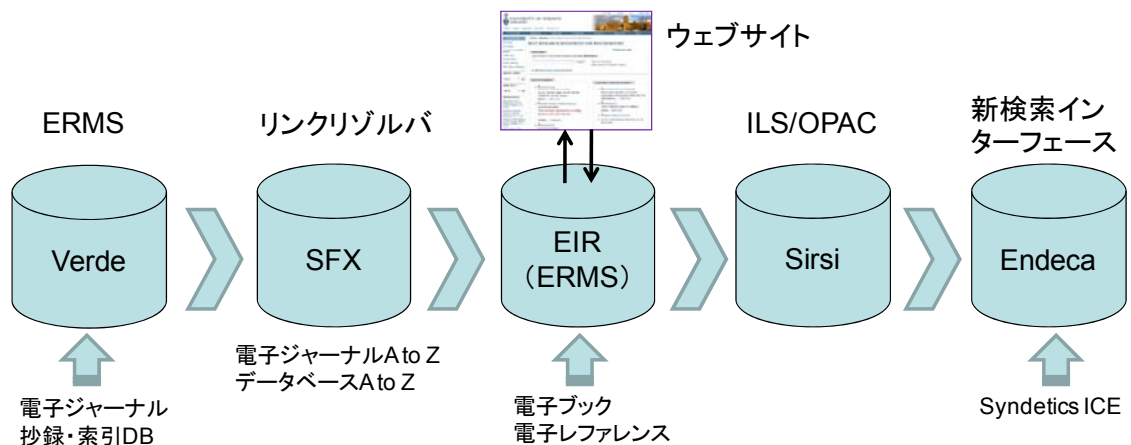 UNIVERSITY OF TORONTO
ウェブサイト
ERMS
リンクリゾルバ
ILS/OPAC
新検索イン
ターフェース
Verde
SFX
EIR
(ERMS)
Sirsi
Endeca
電子ジャーナルA to Z
データベースA to Z
電子ジャーナル
抄録・索引DB
電子ブック
電子レファレンス
Syndetics ICE